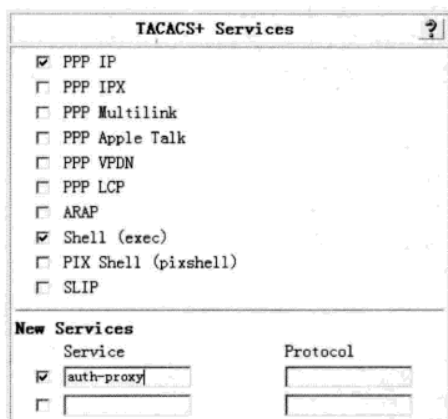 TACACS+ Services ?
PPP IP
PPP IPX
PPP Multilink
PPP Apple Talk
PPP VPDN
PPP LCP
ARAP
Shell (exec)
PIX Shell (pixshell)
SLIP
New Services
Service Protocol
auth-proxy